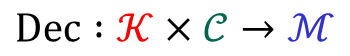 Dec : 𝒦 × 𝒞 → ℳ